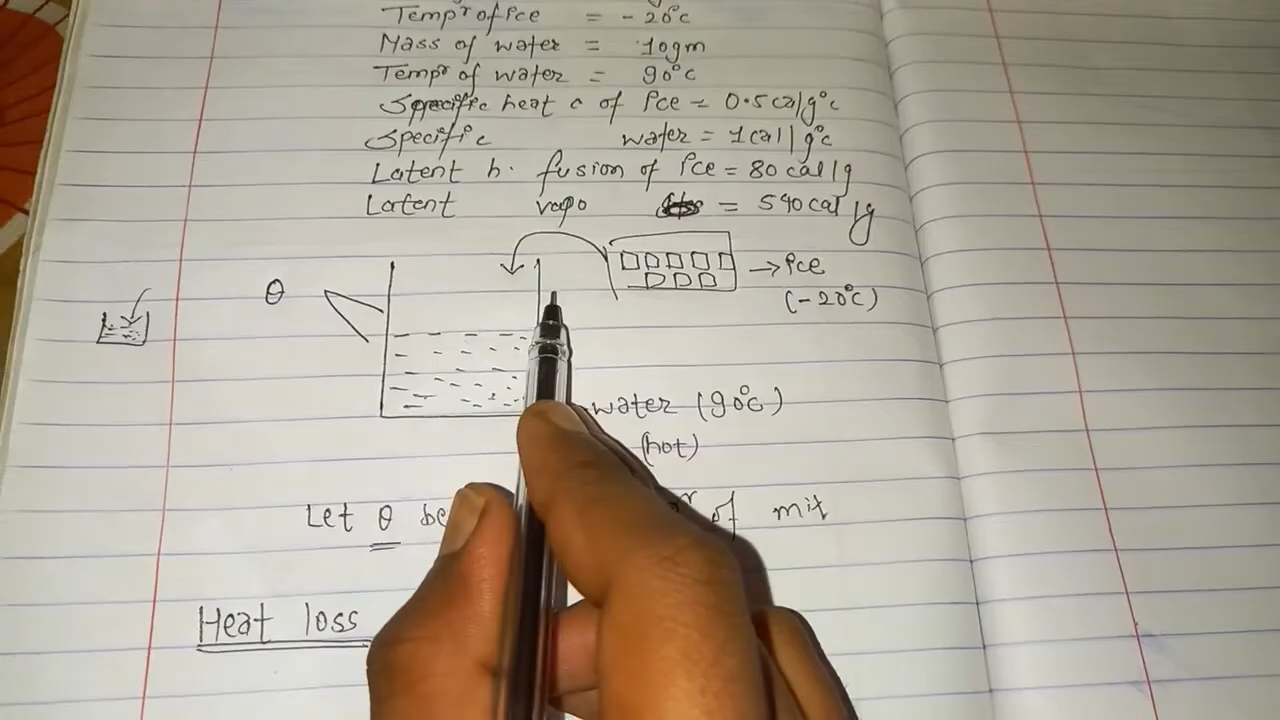 Tempr of Ice = - 20°c
Mass of water = 10gm
Tempr of water = 90°c
Specific heat c of Ice = 0.5 cal/g°c
Specific water = 1 cal/g°c
Latent h. fusion of Ice = 80 cal/g
Latent vapo = 540 cal/g
→ Ice
(-20°c)
θ
water (90°c)
(hot)
Let θ be of mix
Heat loss